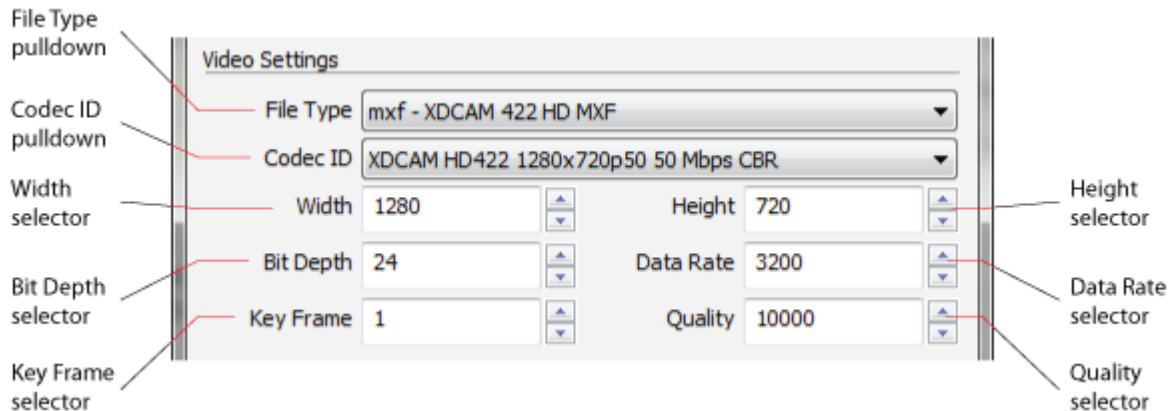 File Type
pulldown
Codec ID
pulldown
Width
selector
Bit Depth
selector
Key Frame
selector
Video Settings
File Type mxf - XDCAM 422 HD MXF
Codec ID XDCAM HD422 1280x720p50 50 Mbps CBR
Width 1280 Height 720
Bit Depth 24 Data Rate 3200
Key Frame 1 Quality 10000
Height
selector
Data Rate
selector
Quality
selector